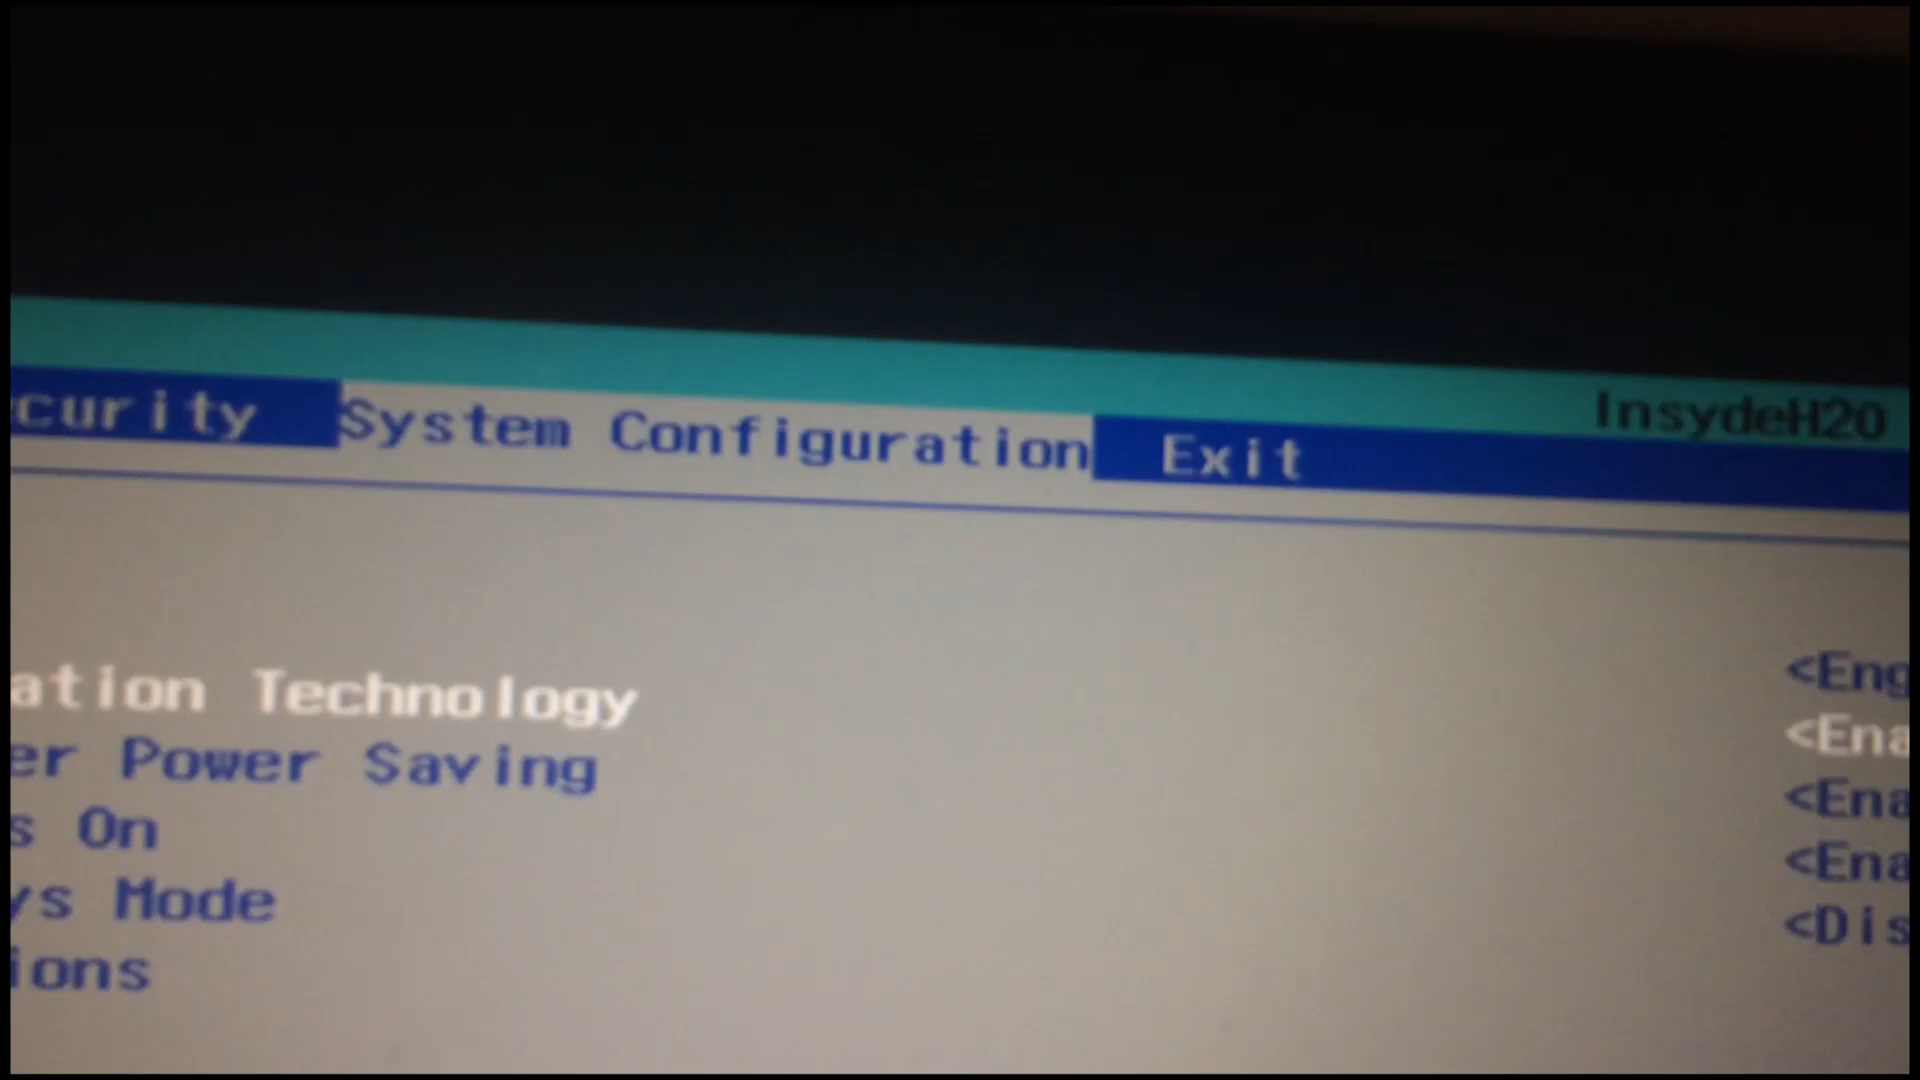 InsydeH20
curity System Configuration Exit
<Eng
ation Technology <Ena
er Power Saving <Ena
s On <Ena
ys Mode <Dis
ions